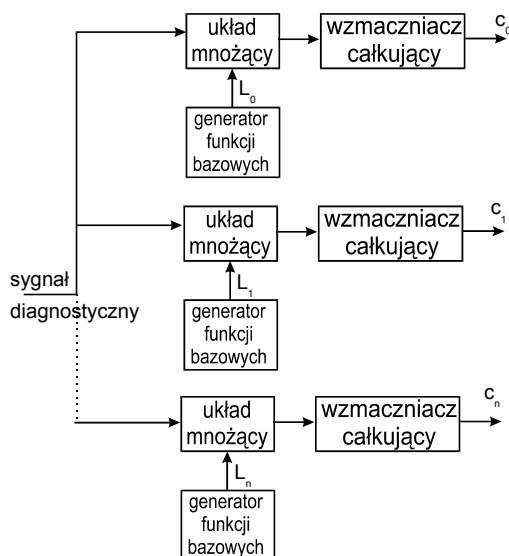 układ
mnożący
wzmacniacz
całkujący
c₀
L₀
generator
funkcji
bazowych
układ
mnożący
wzmacniacz
całkujący
c₁
sygnał
diagnostyczny
L₁
generator
funkcji
bazowych
układ
mnożący
wzmacniacz
całkujący
cₙ
Lₙ
generator
funkcji
bazowych